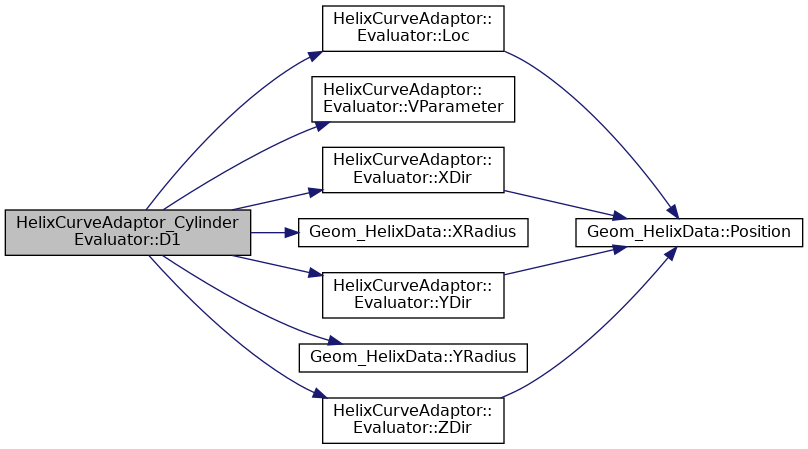 HelixCurveAdaptor_Cylinder
Evaluator::D1
HelixCurveAdaptor::
Evaluator::Loc
HelixCurveAdaptor::
Evaluator::VParameter
HelixCurveAdaptor::
Evaluator::XDir
Geom_HelixData::XRadius
HelixCurveAdaptor::
Evaluator::YDir
Geom_HelixData::YRadius
HelixCurveAdaptor::
Evaluator::ZDir
Geom_HelixData::Position